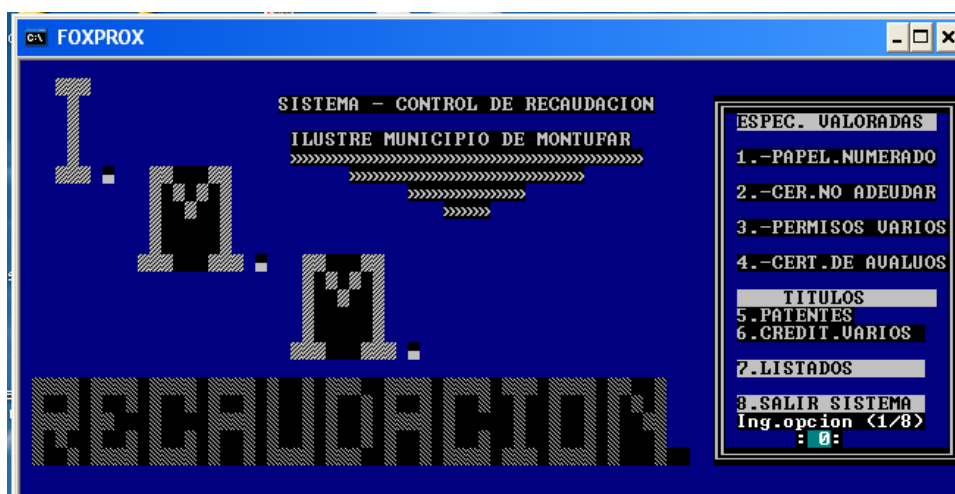 FOXPROX
I.
M.
M.
RECAUDACION
SISTEMA - CONTROL DE RECAUDACION
ILUSTRE MUNICIPIO DE MONTUFAR
ESPEC. VALORADAS
1.-PAPEL.NUMERADO
2.-CER.NO ADEUDAR
3.-PERMISOS VARIOS
4.-CERT.DE AVALUOS
TITULOS
5.PATENTES
6.CREDIT.VARIOS
7.LISTADOS
8.SALIR SISTEMA
Ing.opcion (1/8)
: 0: